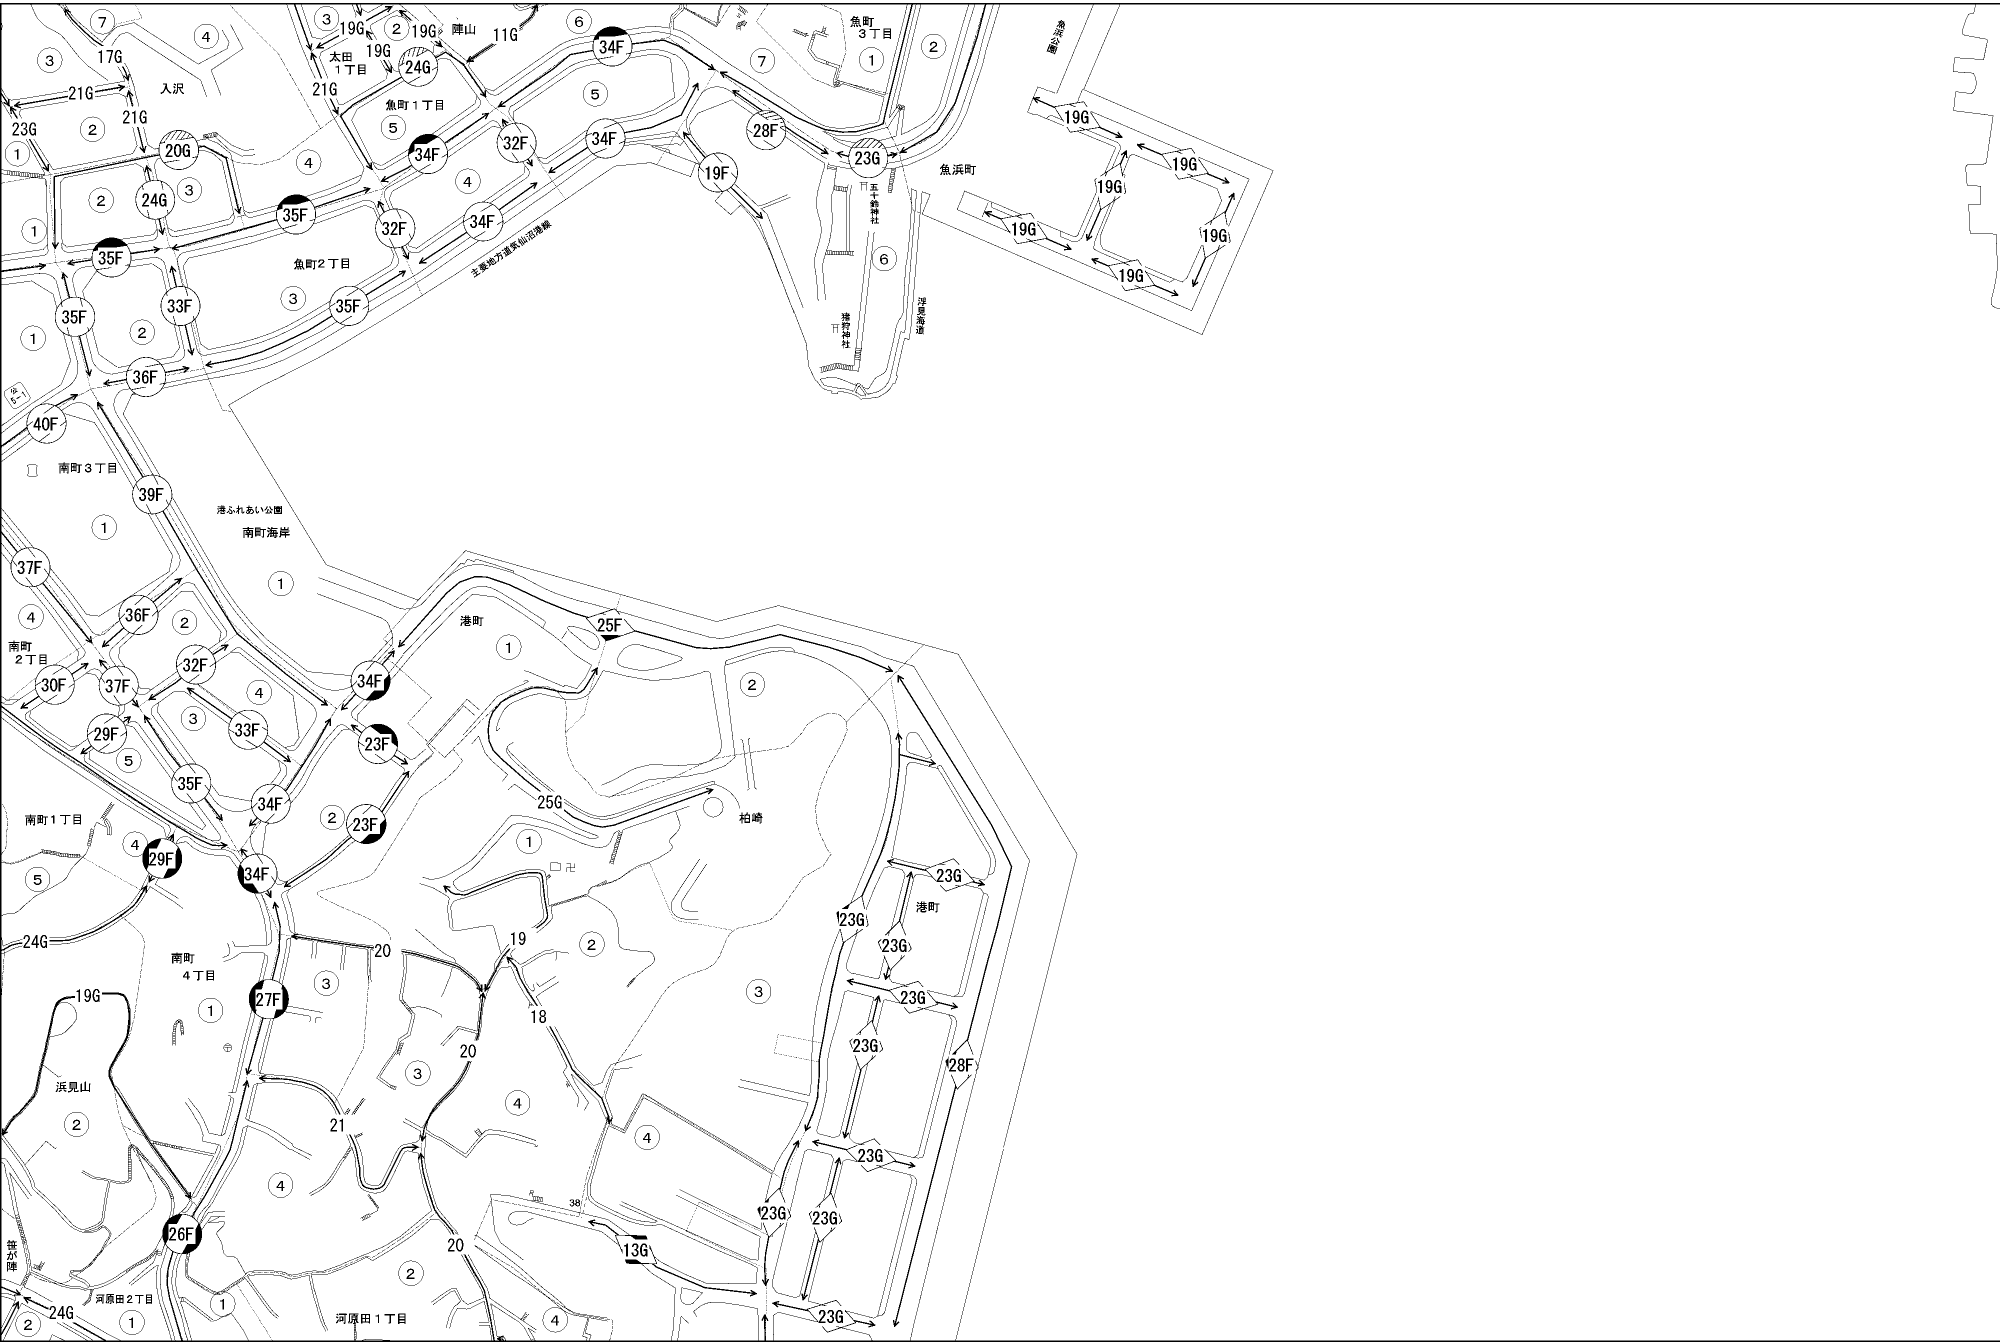 7
4
3
19G
2
19G
陣山
11G
6
34F
魚町
3丁目
1
2
魚浜公園
17G
3
入沢
太田
1丁目
19G
24G
7
21G
21G
魚町1丁目
5
21G
23G
2
5
28F
19G
1
20G
4
34F
32F
34F
23G
魚浜町
19G
2
24G
3
35F
4
19F
五十鈴神社
19G
1
35F
32F
34F
主要地方道気仙沼港線
19G
19G
19G
魚町2丁目
6
35F
33F
3
35F
浮見海道
猪狩神社
1
2
36F
公
5-1
40F
南町3丁目
39F
港ふれあい公園
南町海岸
1
37F
1
4
36F
2
港町
25F
1
南町
2丁目
30F
37F
32F
34F
2
4
3
33F
29F
5
23F
35F
34F
25G
柏崎
南町1丁目
2
23F
4
29F
1
34F
5
23G
港町
23G
24G
20
19
2
23G
南町
4丁目
3
3
19G
27F
23G
1
18
23G
20
28F
浜見山
3
4
2
21
4
23G
4
38
23G
23G
26F
笹が陣
20
13G
2
河原田2丁目
24G
1
1
2
河原田1丁目
4
23G